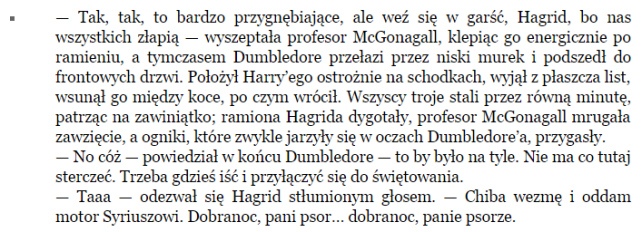 — Tak, tak, to bardzo przygnębiające, ale weź się w garść, Hagrid, bo nas
wszystkich złapią — wyszeptała profesor McGonagall, klepiąc go energicznie po
ramieniu, a tymczasem Dumbledore przełazi przez niski murek i podszedł do
frontowych drzwi. Położył Harry’ego ostrożnie na schodkach, wyjął z płaszcza list,
wsunął go między koce, po czym wrócił. Wszyscy troje stali przez równą minutę,
patrząc na zawiniątko; ramiona Hagrida dygotały, profesor McGonagall mrugała
zawzięcie, a ogniki, które zwykle jarzyły się w oczach Dumbledore’a, przygasły.
— No cóż — powiedział w końcu Dumbledore — to by było na tyle. Nie ma co tutaj
sterczeć. Trzeba gdzieś iść i przyłączyć się do świętowania.
— Taaa — odezwał się Hagrid stłumionym głosem. — Chiba wezmę i oddam
motor Syriuszowi. Dobranoc, pani psor... dobranoc, panie psorze.